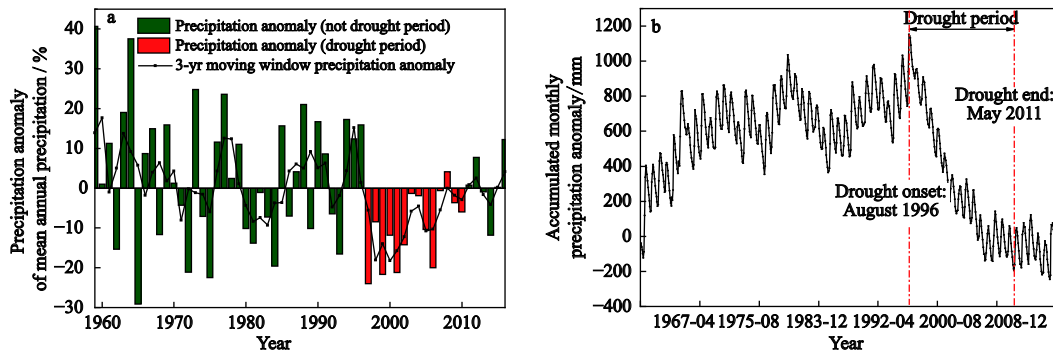 a
Precipitation anomaly (not drought period)
Precipitation anomaly (drought period)
3-yr moving window precipitation anomaly
Precipitation anomaly
of mean annual precipitation / %
40
30
20
10
0
−10
−20
−30
1960 1970 1980 1990 2000 2010
Year
b
Drought period
Drought end:
May 2011
Drought onset:
August 1996
Accumulated monthly
precipitation anomaly/mm
1200
1000
800
600
400
200
0
−200
−400
1967-04 1975-08 1983-12 1992-04 2000-08 2008-12
Year